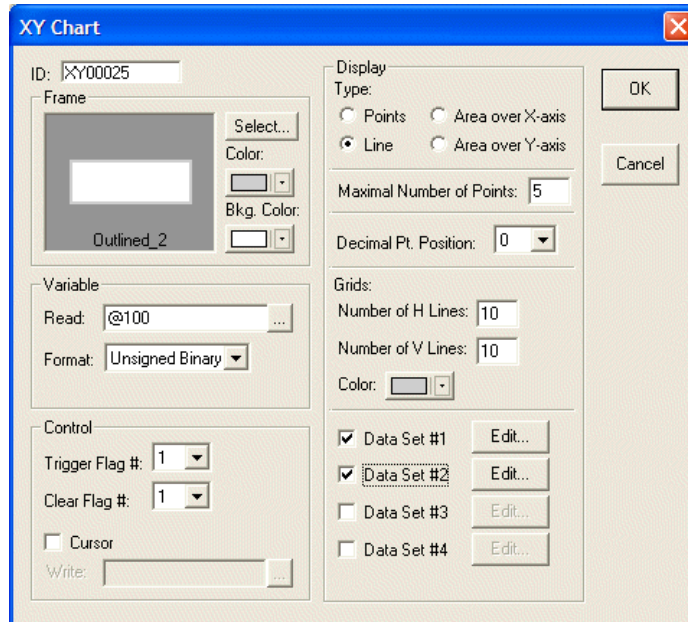 XY Chart
ID: XY00025
Frame
Select...
Color:
Bkg. Color:
Outlined_2
Variable
Read: @100 ...
Format: Unsigned Binary
Control
Trigger Flag #: 1
Clear Flag #: 1
Cursor
Write: ...
Display
Type:
Points Area over X-axis
Line Area over Y-axis
Maximal Number of Points: 5
Decimal Pt. Position: 0
Grids:
Number of H Lines: 10
Number of V Lines: 10
Color:
Data Set #1 Edit...
Data Set #2 Edit...
Data Set #3 Edit...
Data Set #4 Edit...
OK
Cancel